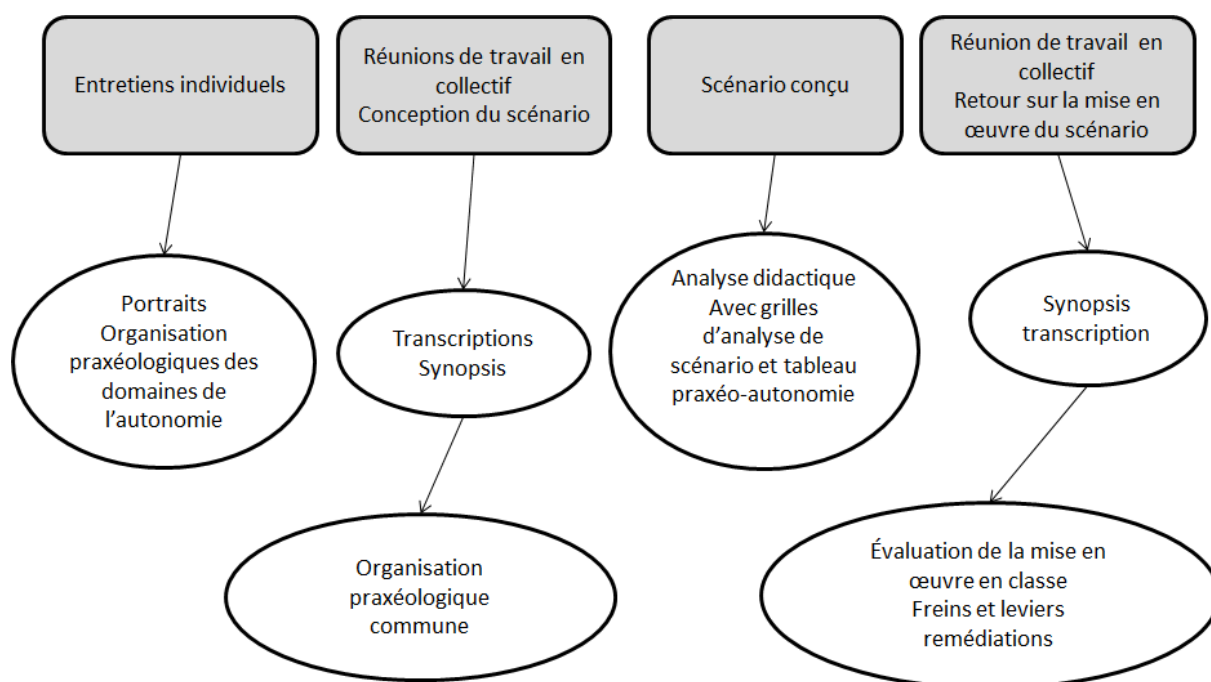 Entretiens individuels
Réunions de travail en
collectif
Conception du scénario
Scénario conçu
Réunion de travail en
collectif
Retour sur la mise en
œuvre du scénario
Portraits
Organisation
praxéologiques des
domaines de
l'autonomie
Transcriptions
Synopsis
Analyse didactique
Avec grilles
d'analyse de
scénario et tableau
praxéo-autonomie
Synopsis
transcription
Organisation
praxéologique
commune
Évaluation de la mise en
œuvre en classe
Freins et leviers
remédiations